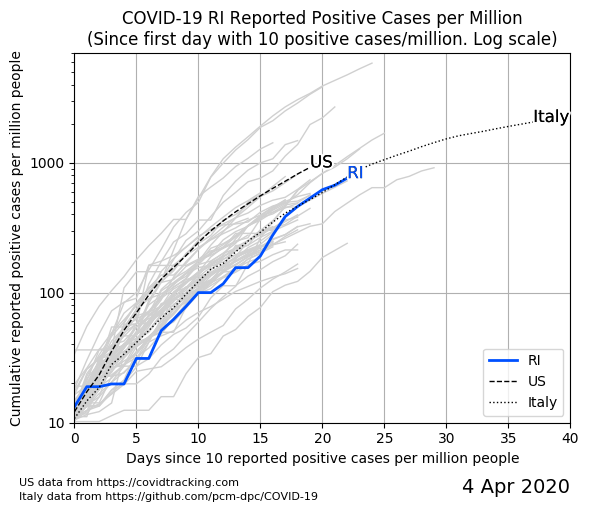 COVID-19 RI Reported Positive Cases per Million
(Since first day with 10 positive cases/million. Log scale)
Cumulative reported positive cases per million people
1000
100
10
US
RI
Italy
RI
US
Italy
0 5 10 15 20 25 30 35 40
Days since 10 reported positive cases per million people
US data from https://covidtracking.com
Italy data from https://github.com/pcm-dpc/COVID-19
4 Apr 2020